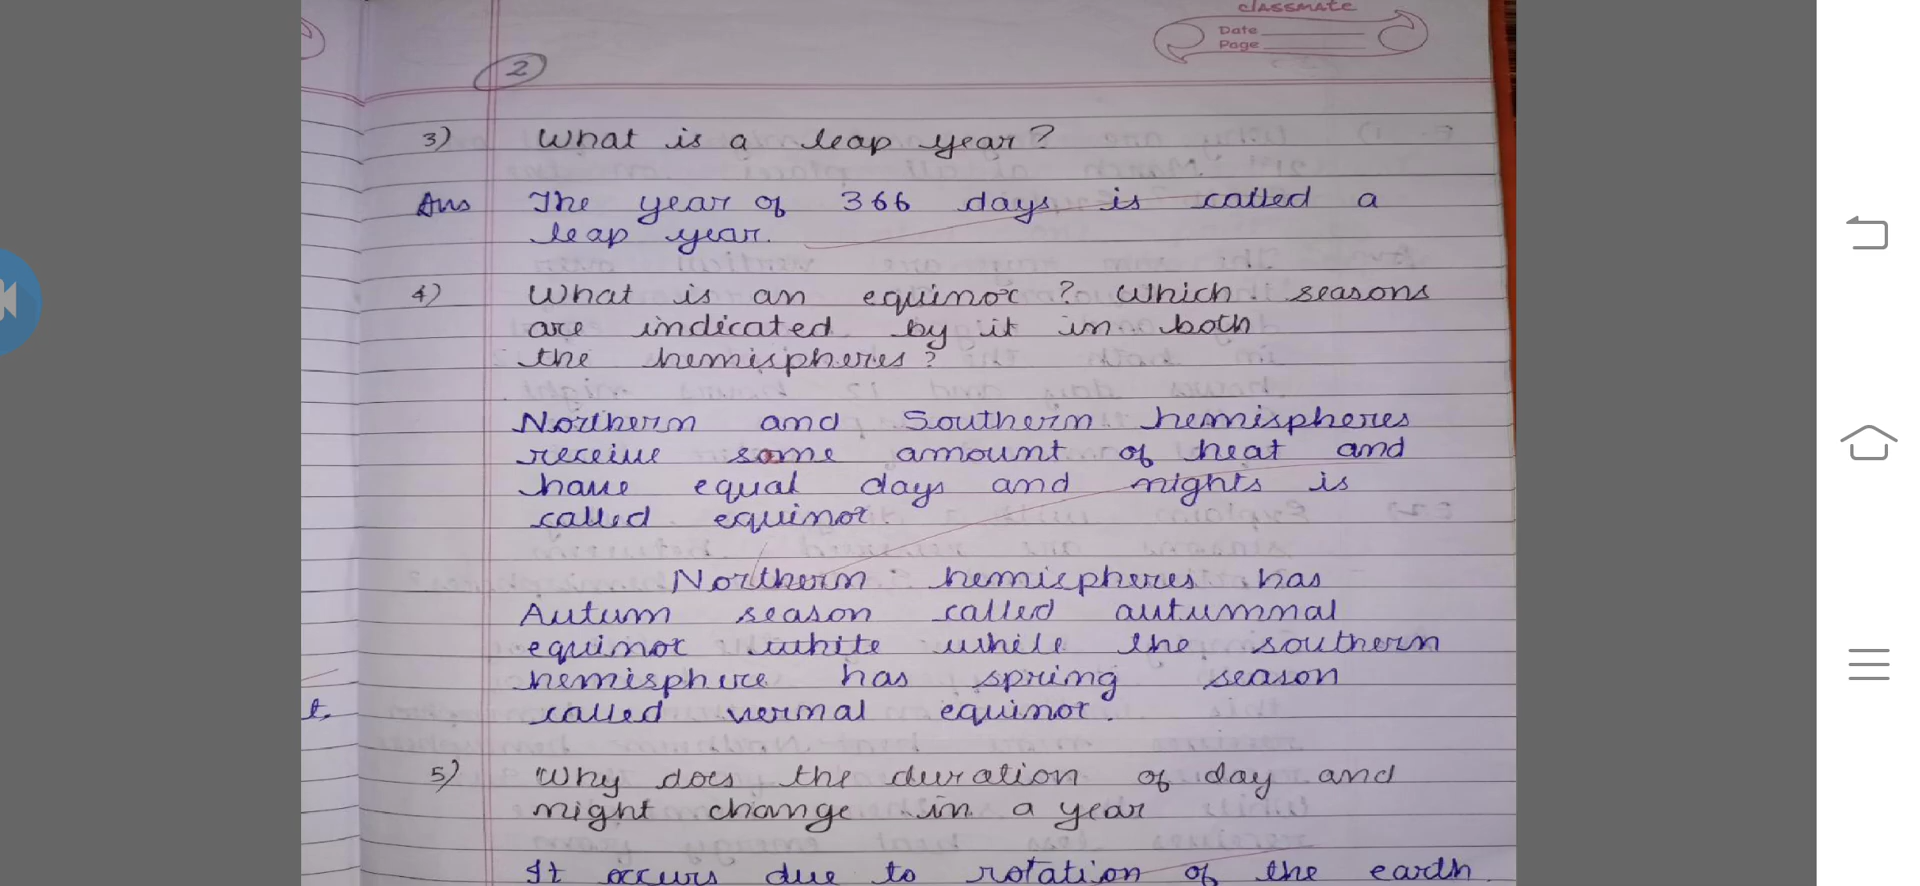 classmate
Date
Page
2
3) What is a leap year?
Ans The year of 366 days is called a
leap year.
4) What is an equinox? Which seasons
are indicated by it in both
the hemispheres?
Northern and Southern hemispheres
receive same amount of heat and
have equal days and nights is
called equinox.
Northern hemispheres has
Autum season called autumnal
equinox white while the southern
hemisphere has spring season
t. called vernal equinox.
5) Why does the duration of day and
night change in a year
It occurs due to rotation of the earth